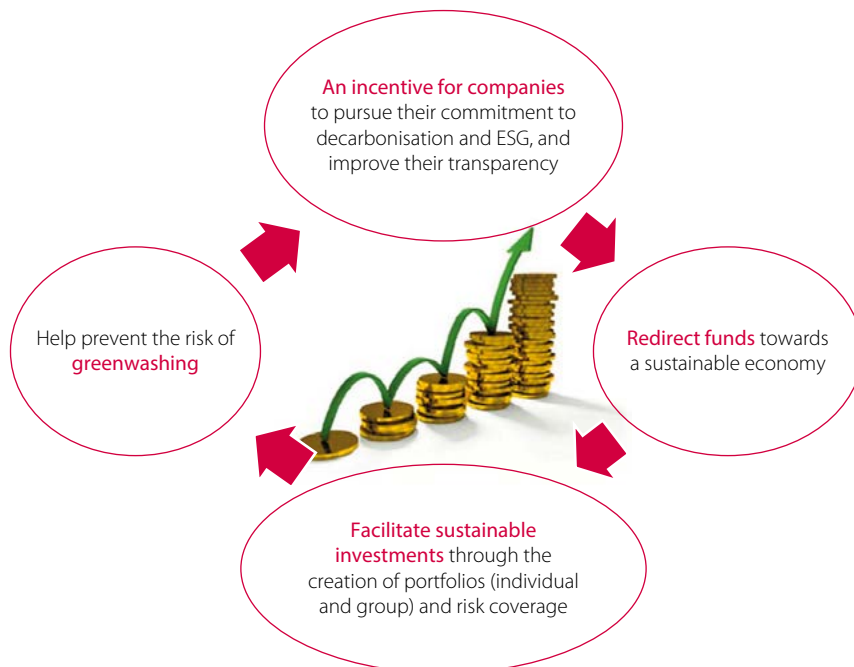 An incentive for companies
to pursue their commitment to
decarbonisation and ESG, and
improve their transparency
Help prevent the risk of
greenwashing
Redirect funds towards
a sustainable economy
Facilitate sustainable
investments through the
creation of portfolios (individual
and group) and risk coverage